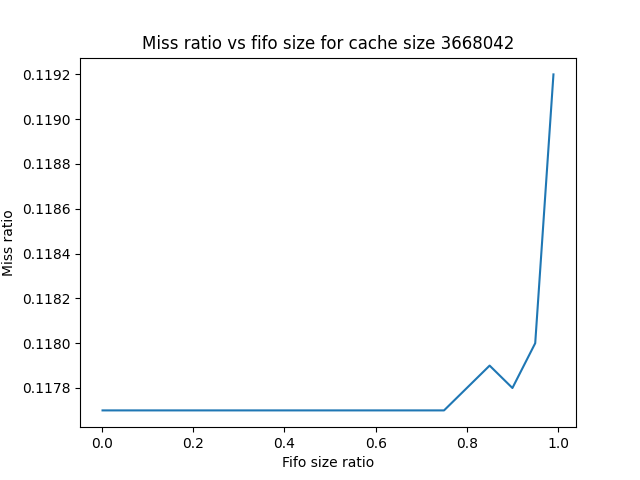 Miss ratio vs fifo size for cache size 3668042
0.1192
0.1190
0.1188
0.1186
0.1184
0.1182
0.1180
0.1178
Miss ratio
0.0 0.2 0.4 0.6 0.8 1.0
Fifo size ratio